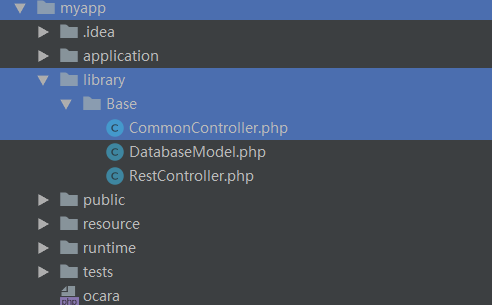 myapp
.idea
application
library
Base
CommonController.php
DatabaseModel.php
RestController.php
public
resource
runtime
tests
ocara